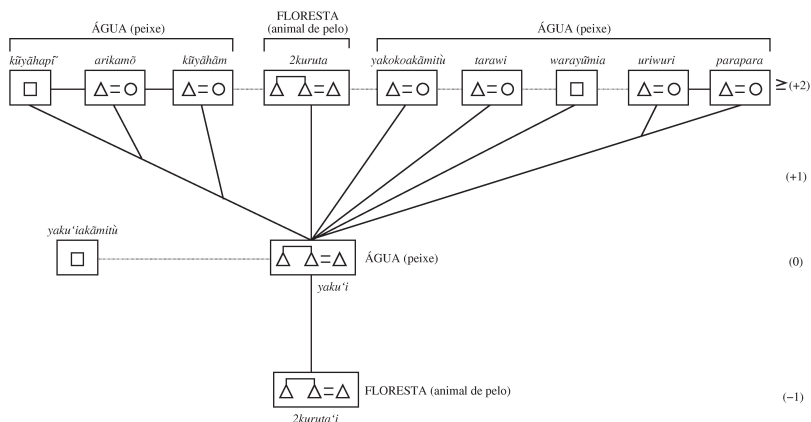 FLORESTA
(animal de pelo)
ÁGUA (peixe)
ÁGUA (peixe)
kũyãhapĩ arikamõ kũyãhãm 2kuruta yakokoakãmitù tarawi warayũmia uriwuri parapara
≥ (+2)
(+1)
yaku‘iakãmitù
ÁGUA (peixe) (0)
yaku‘i
FLORESTA (animal de pelo) (−1)
2kuruta‘i